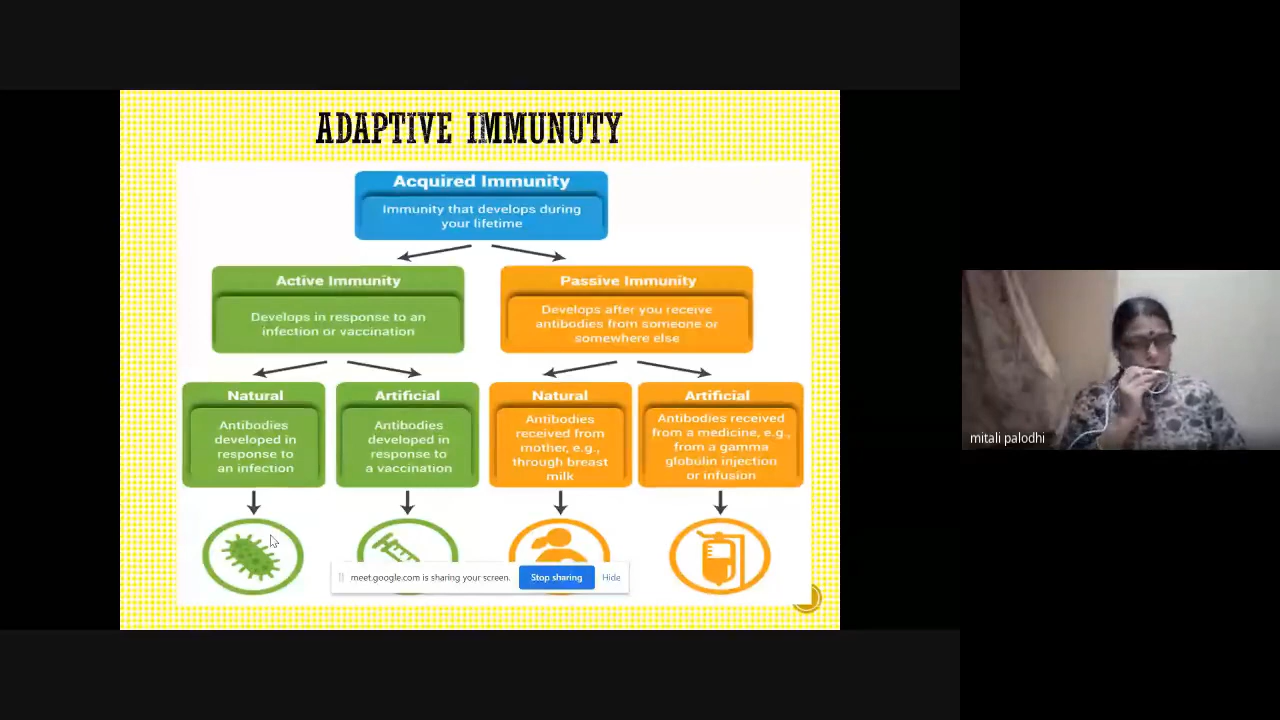 ADAPTIVE IMMUNUTY
Acquired Immunity
Immunity that develops during
your lifetime
Active Immunity
Develops in response to an
infection or vaccination
Passive Immunity
Develops after you receive
antibodies from someone or
somewhere else
Natural
Antibodies
developed in
response to
an infection
Artificial
Antibodies
developed in
response to
a vaccination
Natural
Antibodies
received from
mother, e.g.,
through breast
milk
Artificial
Antibodies received
from a medicine, e.g.,
from a gamma
globulin injection
or infusion
meet.google.com is sharing your screen.
Stop sharing
Hide
mitali palodhi